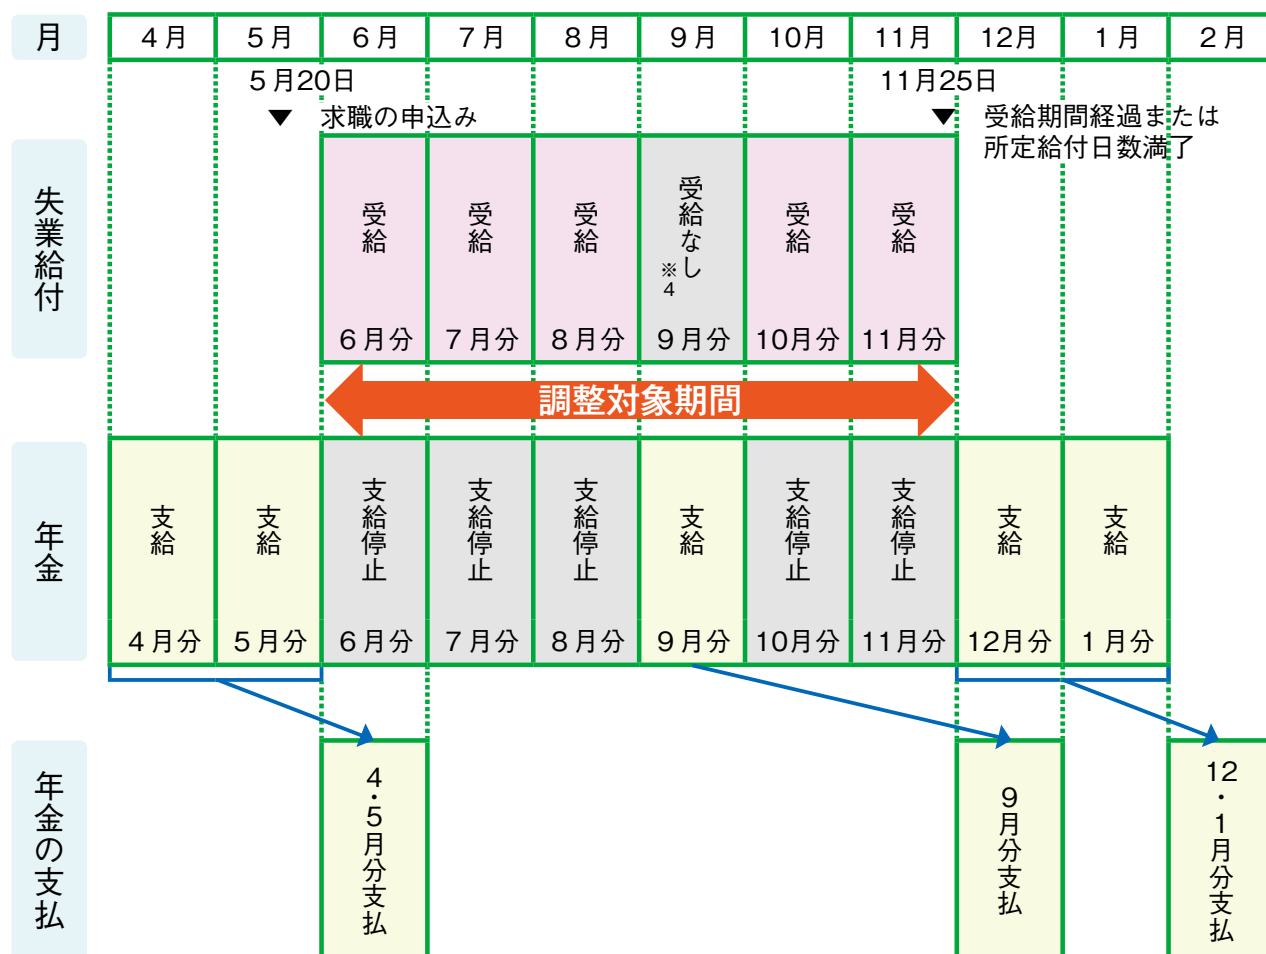 月
4月
5月
6月
7月
8月
9月
10月
11月
12月
1月
2月
5月20日
11月25日
▼ 求職の申込み
▼ 受給期間経過または
所定給付日数満了
失業給付
受給
6月分
受給
7月分
受給
8月分
受給なし
※4
9月分
受給
10月分
受給
11月分
調整対象期間
年金
支給
4月分
支給
5月分
支給停止
6月分
支給停止
7月分
支給停止
8月分
支給
9月分
支給停止
10月分
支給停止
11月分
支給
12月分
支給
1月分
年金の支払
4・5月分支払
9月分支払
12・1月分支払